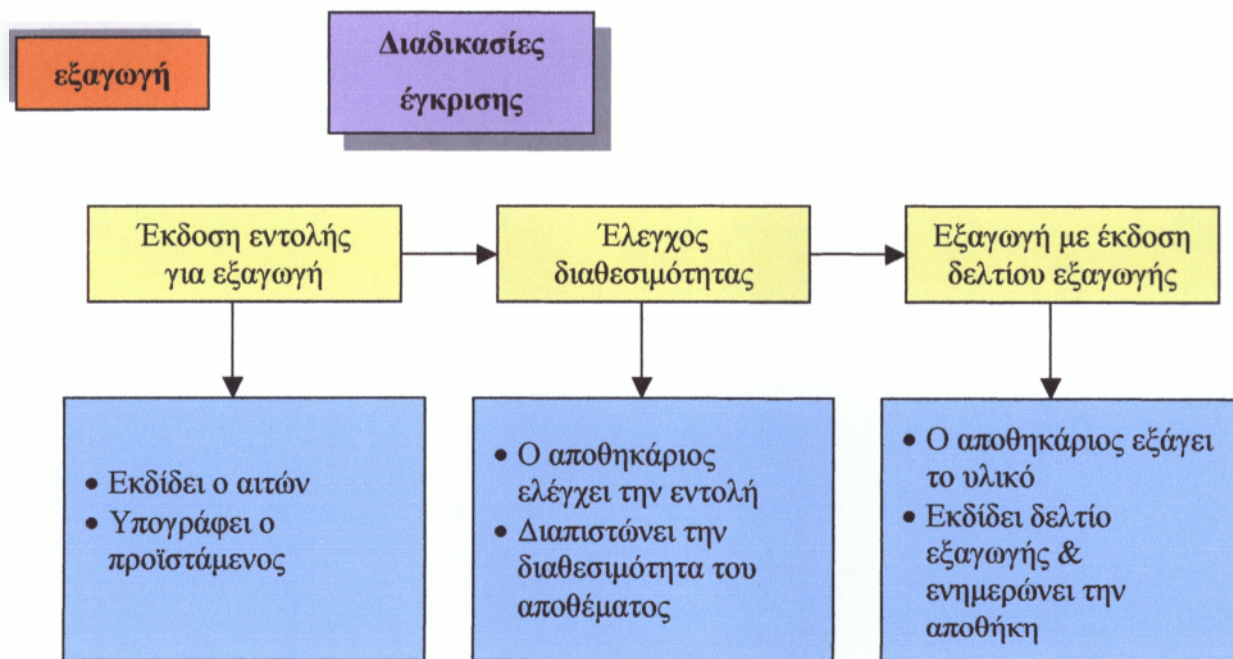 εξαγωγή
Διαδικασίες
έγκρισης
Έκδοση εντολής
για εξαγωγή
Έλεγχος
διαθεσιμότητας
Εξαγωγή με έκδοση
δελτίου εξαγωγής
• Εκδίδει ο αιτών
• Υπογράφει ο
προϊστάμενος
• Ο αποθηκάριος
ελέγχει την εντολή
• Διαπιστώνει την
διαθεσιμότητα του
αποθέματος
• Ο αποθηκάριος εξάγει
το υλικό
• Εκδίδει δελτίο
εξαγωγής &
ενημερώνει την
αποθήκη